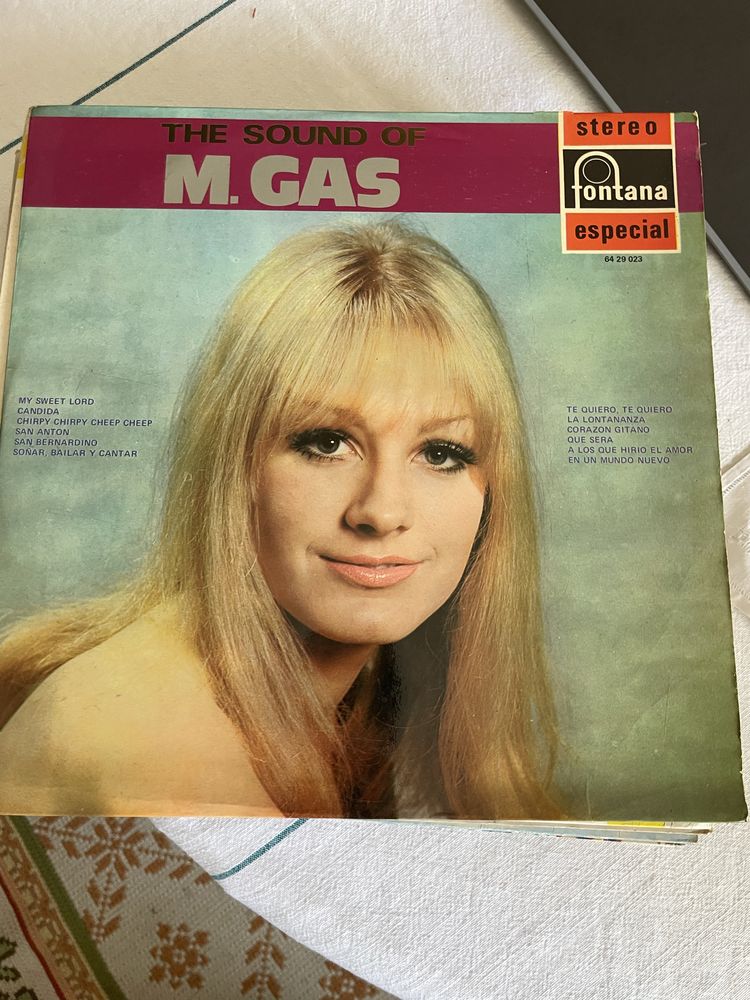 THE SOUND OF
M. GAS
stereo
fontana
especial
64 29 023
MY SWEET LORD
CANDIDA
CHIRPY CHIRPY CHEEP CHEEP
SAN ANTON
SAN BERNARDINO
SOÑAR, BAILAR Y CANTAR
TE QUIERO, TE QUIERO
LA LONTANANZA
CORAZON GITANO
QUE SERA
A LOS QUE HIRIO EL AMOR
EN UN MUNDO NUEVO